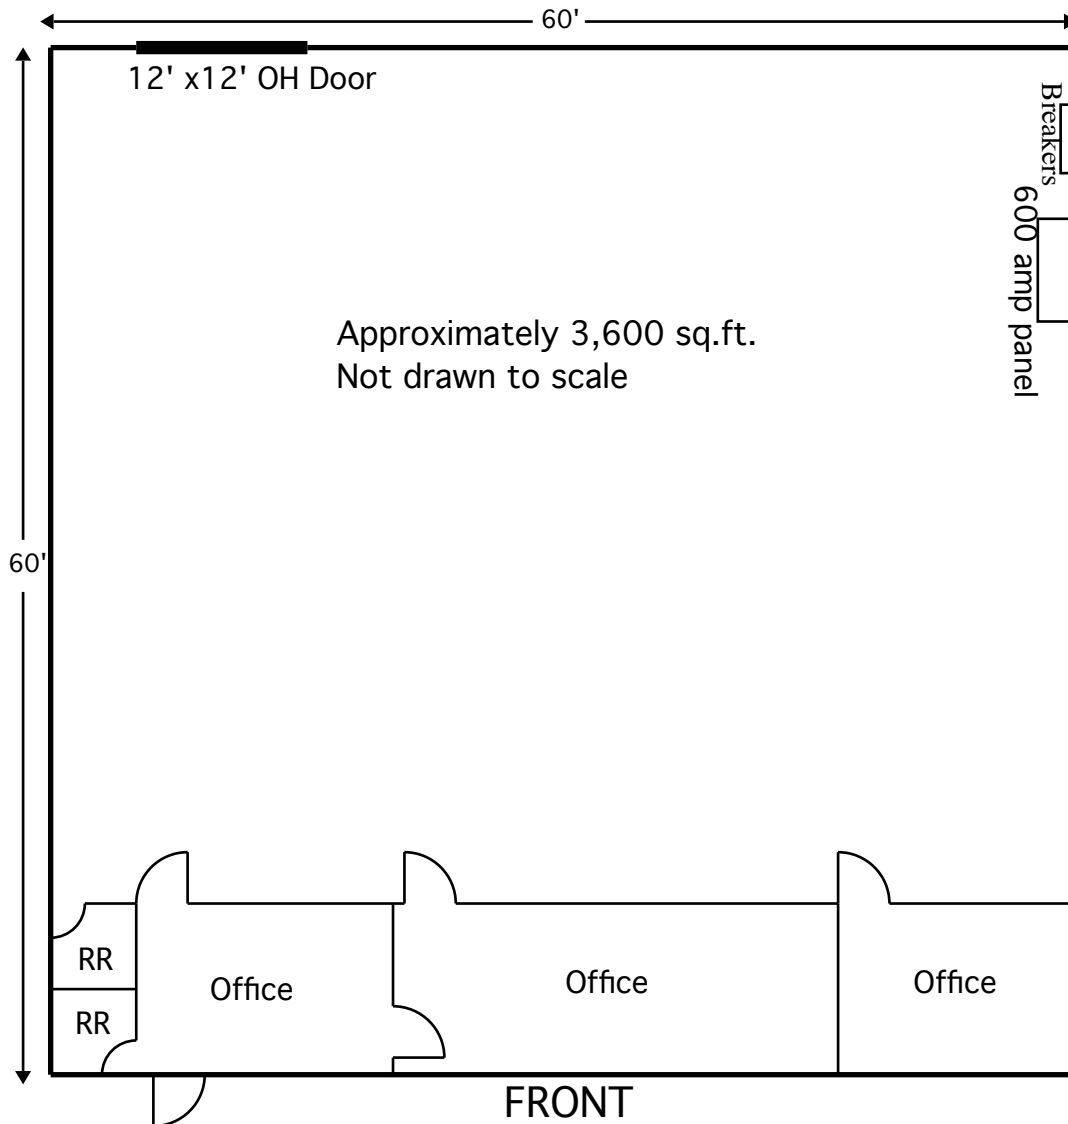 60'
12' x12' OH Door
Breakers
600 amp panel
Approximately 3,600 sq.ft.
Not drawn to scale
60'
RR
Office
Office
Office
RR
FRONT